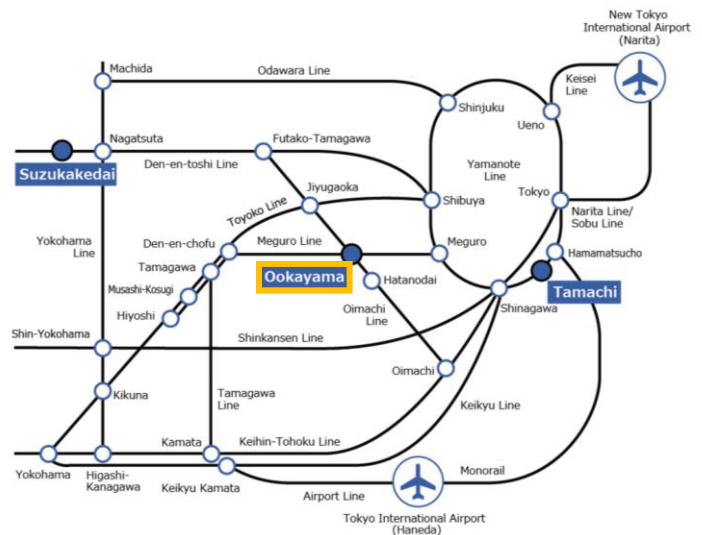 New Tokyo
International Airport
(Narita)
Machida
Odawara Line
Keisei
Line
Shinjuku
Ueno
Nagatsuta
Futako-Tamagawa
Suzukakedai
Den-en-toshi Line
Yamanote
Line
Jiyugaoka
Tokyo
Toyoko Line
Shibuya
Narita Line/
Sobu Line
Yokohama
Line
Den-en-chofu
Meguro Line
Meguro
Hamamatsucho
Tamagawa
Ookayama
Hatanodai
Musashi-Kosugi
Tamachi
Hiyoshi
Oimachi
Line
Shinagawa
Shin-Yokohama
Shinkansen Line
Oimachi
Kikuna
Tamagawa
Line
Keikyu Line
Kamata
Keihin-Tohoku Line
Yokohama
Higashi-
Kanagawa
Keikyu Kamata
Monorail
Airport Line
Tokyo International Airport
(Haneda)